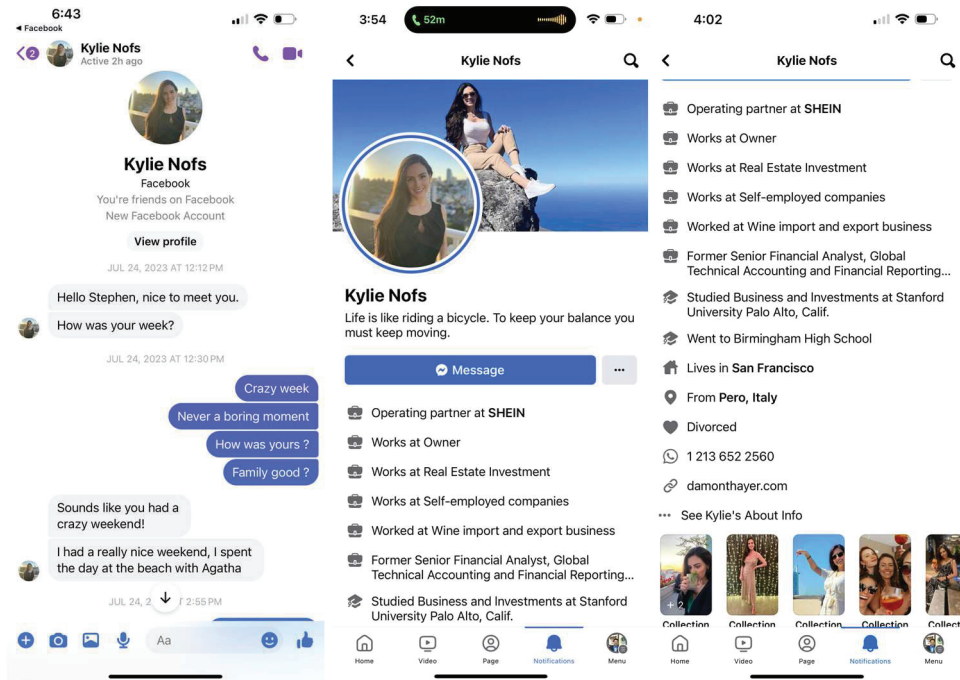 6:43
◀ Facebook
2
Kylie Nofs
Active 2h ago
Kylie Nofs
Facebook
You're friends on Facebook
New Facebook Account
View profile
JUL 24, 2023 AT 12:12 PM
Hello Stephen, nice to meet you.
How was your week?
JUL 24, 2023 AT 12:30 PM
Crazy week
Never a boring moment
How was yours ?
Family good ?
Sounds like you had a
crazy weekend!
I had a really nice weekend, I spent
the day at the beach with Agatha
JUL 24, 2 T 2:55 PM
Aa
3:54
52m
Kylie Nofs
Kylie Nofs
Life is like riding a bicycle. To keep your balance you
must keep moving.
Message
Operating partner at SHEIN
Works at Owner
Works at Real Estate Investment
Works at Self-employed companies
Worked at Wine import and export business
Former Senior Financial Analyst, Global
Technical Accounting and Financial Reporting...
Studied Business and Investments at Stanford
University Palo Alto, Calif.
Home
Video
Page
Notifications
Menu
4:02
Kylie Nofs
Operating partner at SHEIN
Works at Owner
Works at Real Estate Investment
Works at Self-employed companies
Worked at Wine import and export business
Former Senior Financial Analyst, Global
Technical Accounting and Financial Reporting...
Studied Business and Investments at Stanford
University Palo Alto, Calif.
Went to Birmingham High School
Lives in San Francisco
From Pero, Italy
Divorced
1 213 652 2560
damonthayer.com
See Kylie's About Info
+ 2
Collection
Collection
Collection
Collection
Collect
Home
Video
Page
Notifications
Menu